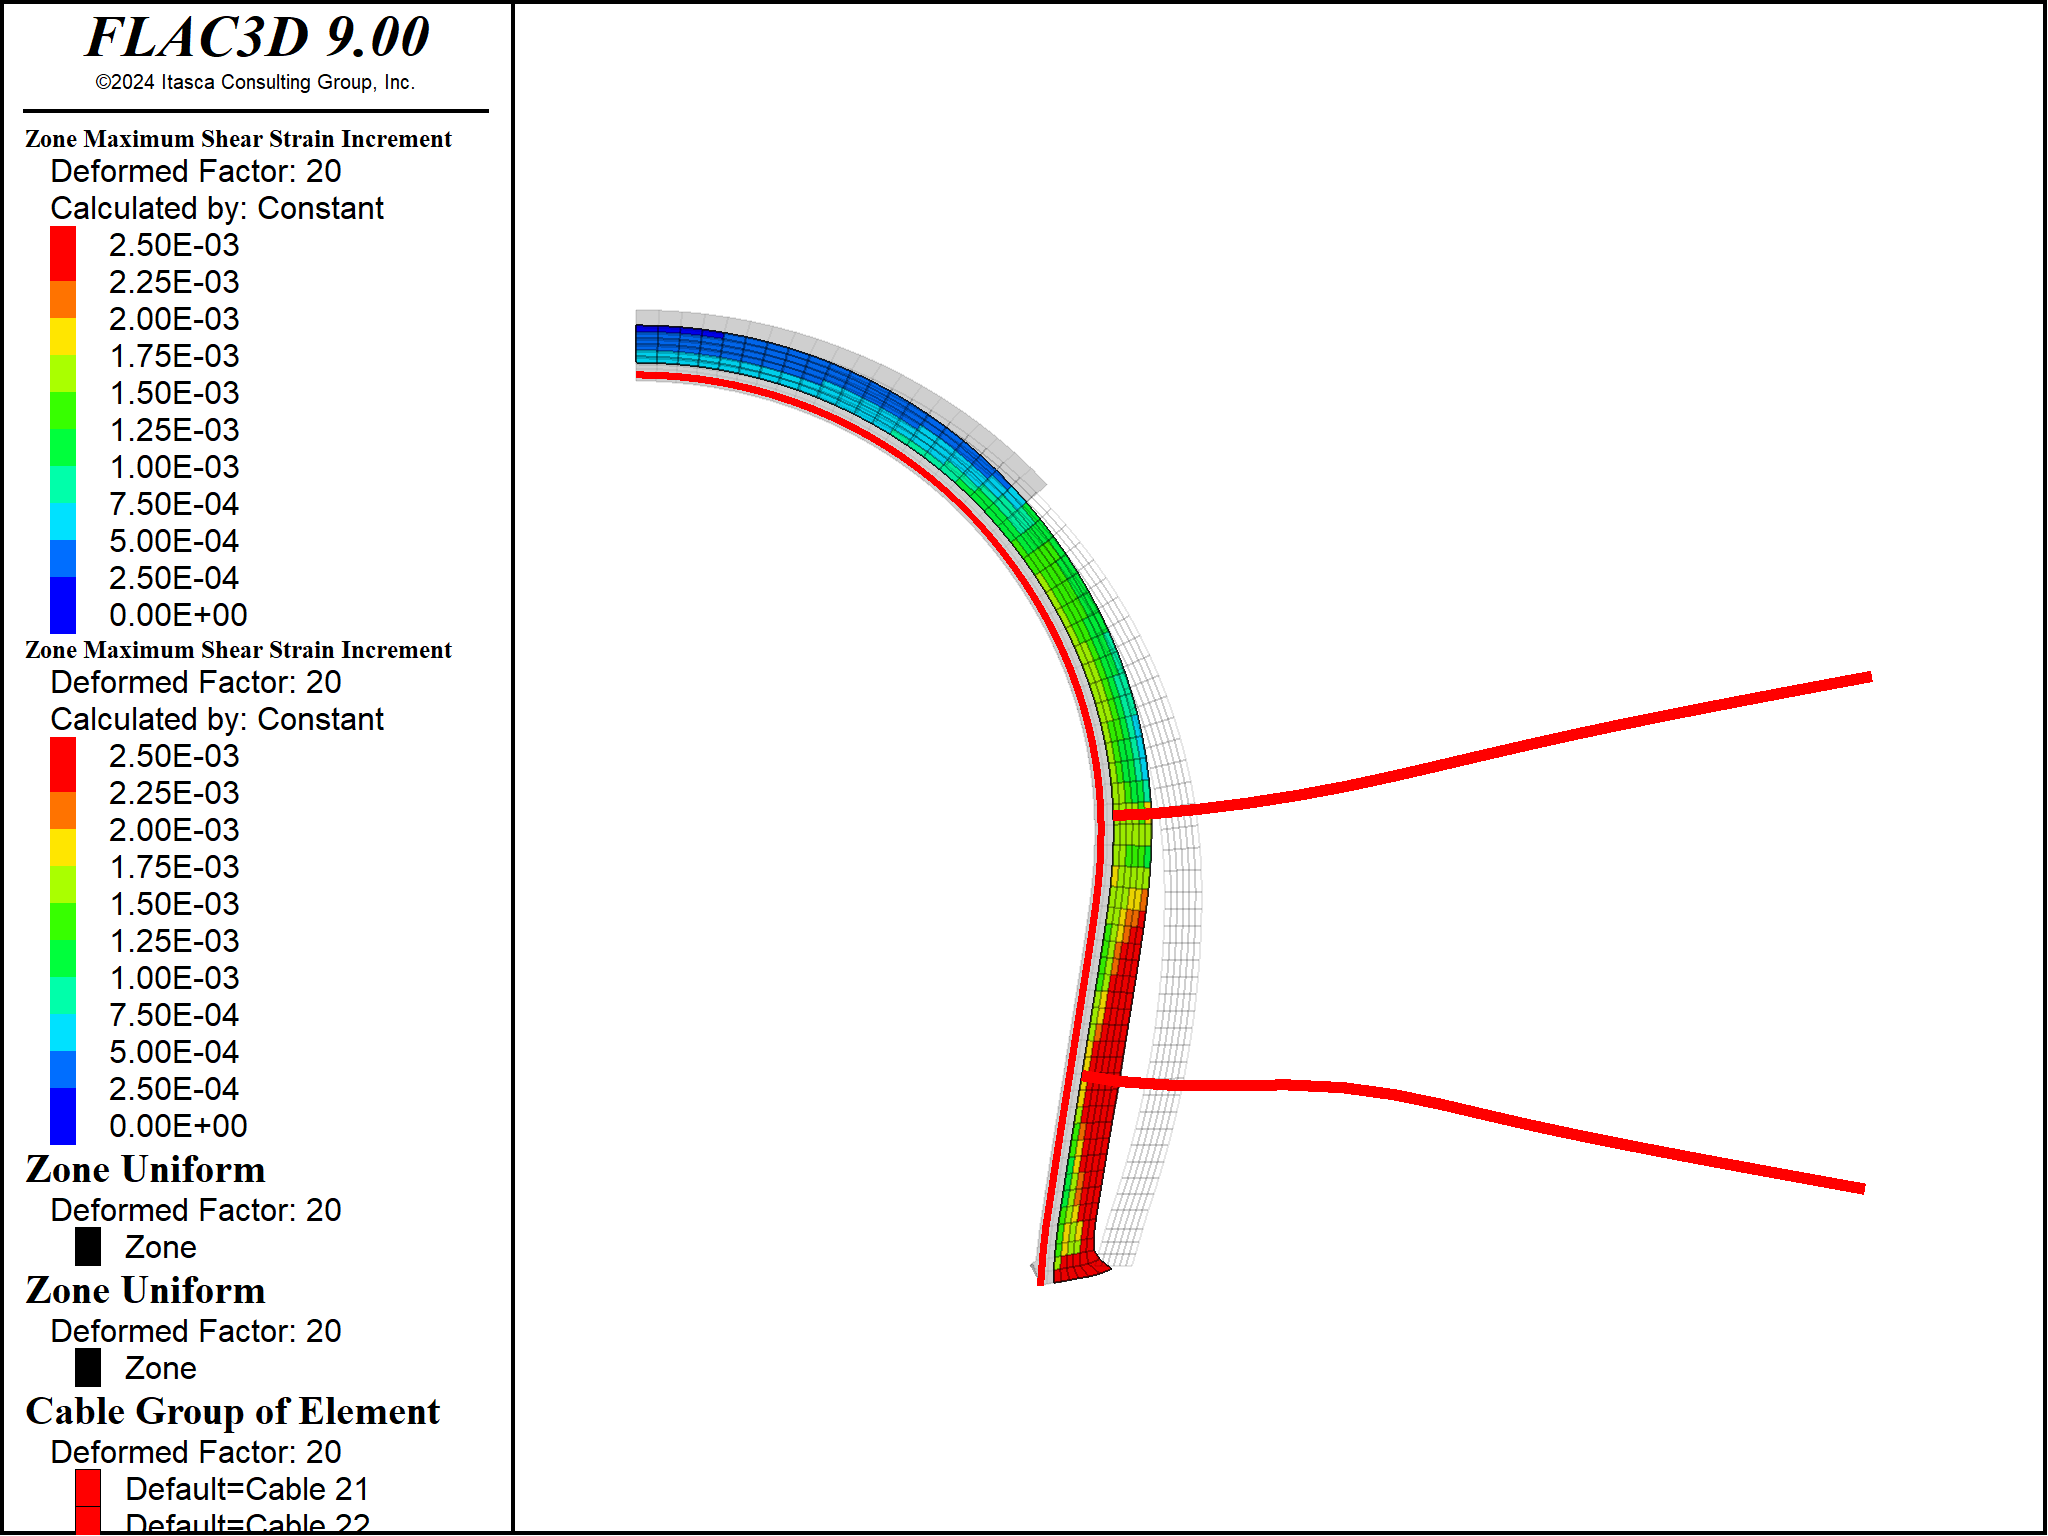 FLAC3D 9.00
©2024 Itasca Consulting Group, Inc.
Zone Maximum Shear Strain Increment
Deformed Factor: 20
Calculated by: Constant
2.50E-03
2.25E-03
2.00E-03
1.75E-03
1.50E-03
1.25E-03
1.00E-03
7.50E-04
5.00E-04
2.50E-04
0.00E+00
Zone Maximum Shear Strain Increment
Deformed Factor: 20
Calculated by: Constant
2.50E-03
2.25E-03
2.00E-03
1.75E-03
1.50E-03
1.25E-03
1.00E-03
7.50E-04
5.00E-04
2.50E-04
0.00E+00
Zone Uniform
Deformed Factor: 20
Zone
Zone Uniform
Deformed Factor: 20
Zone
Cable Group of Element
Deformed Factor: 20
Default=Cable 21
Default=Cable 22